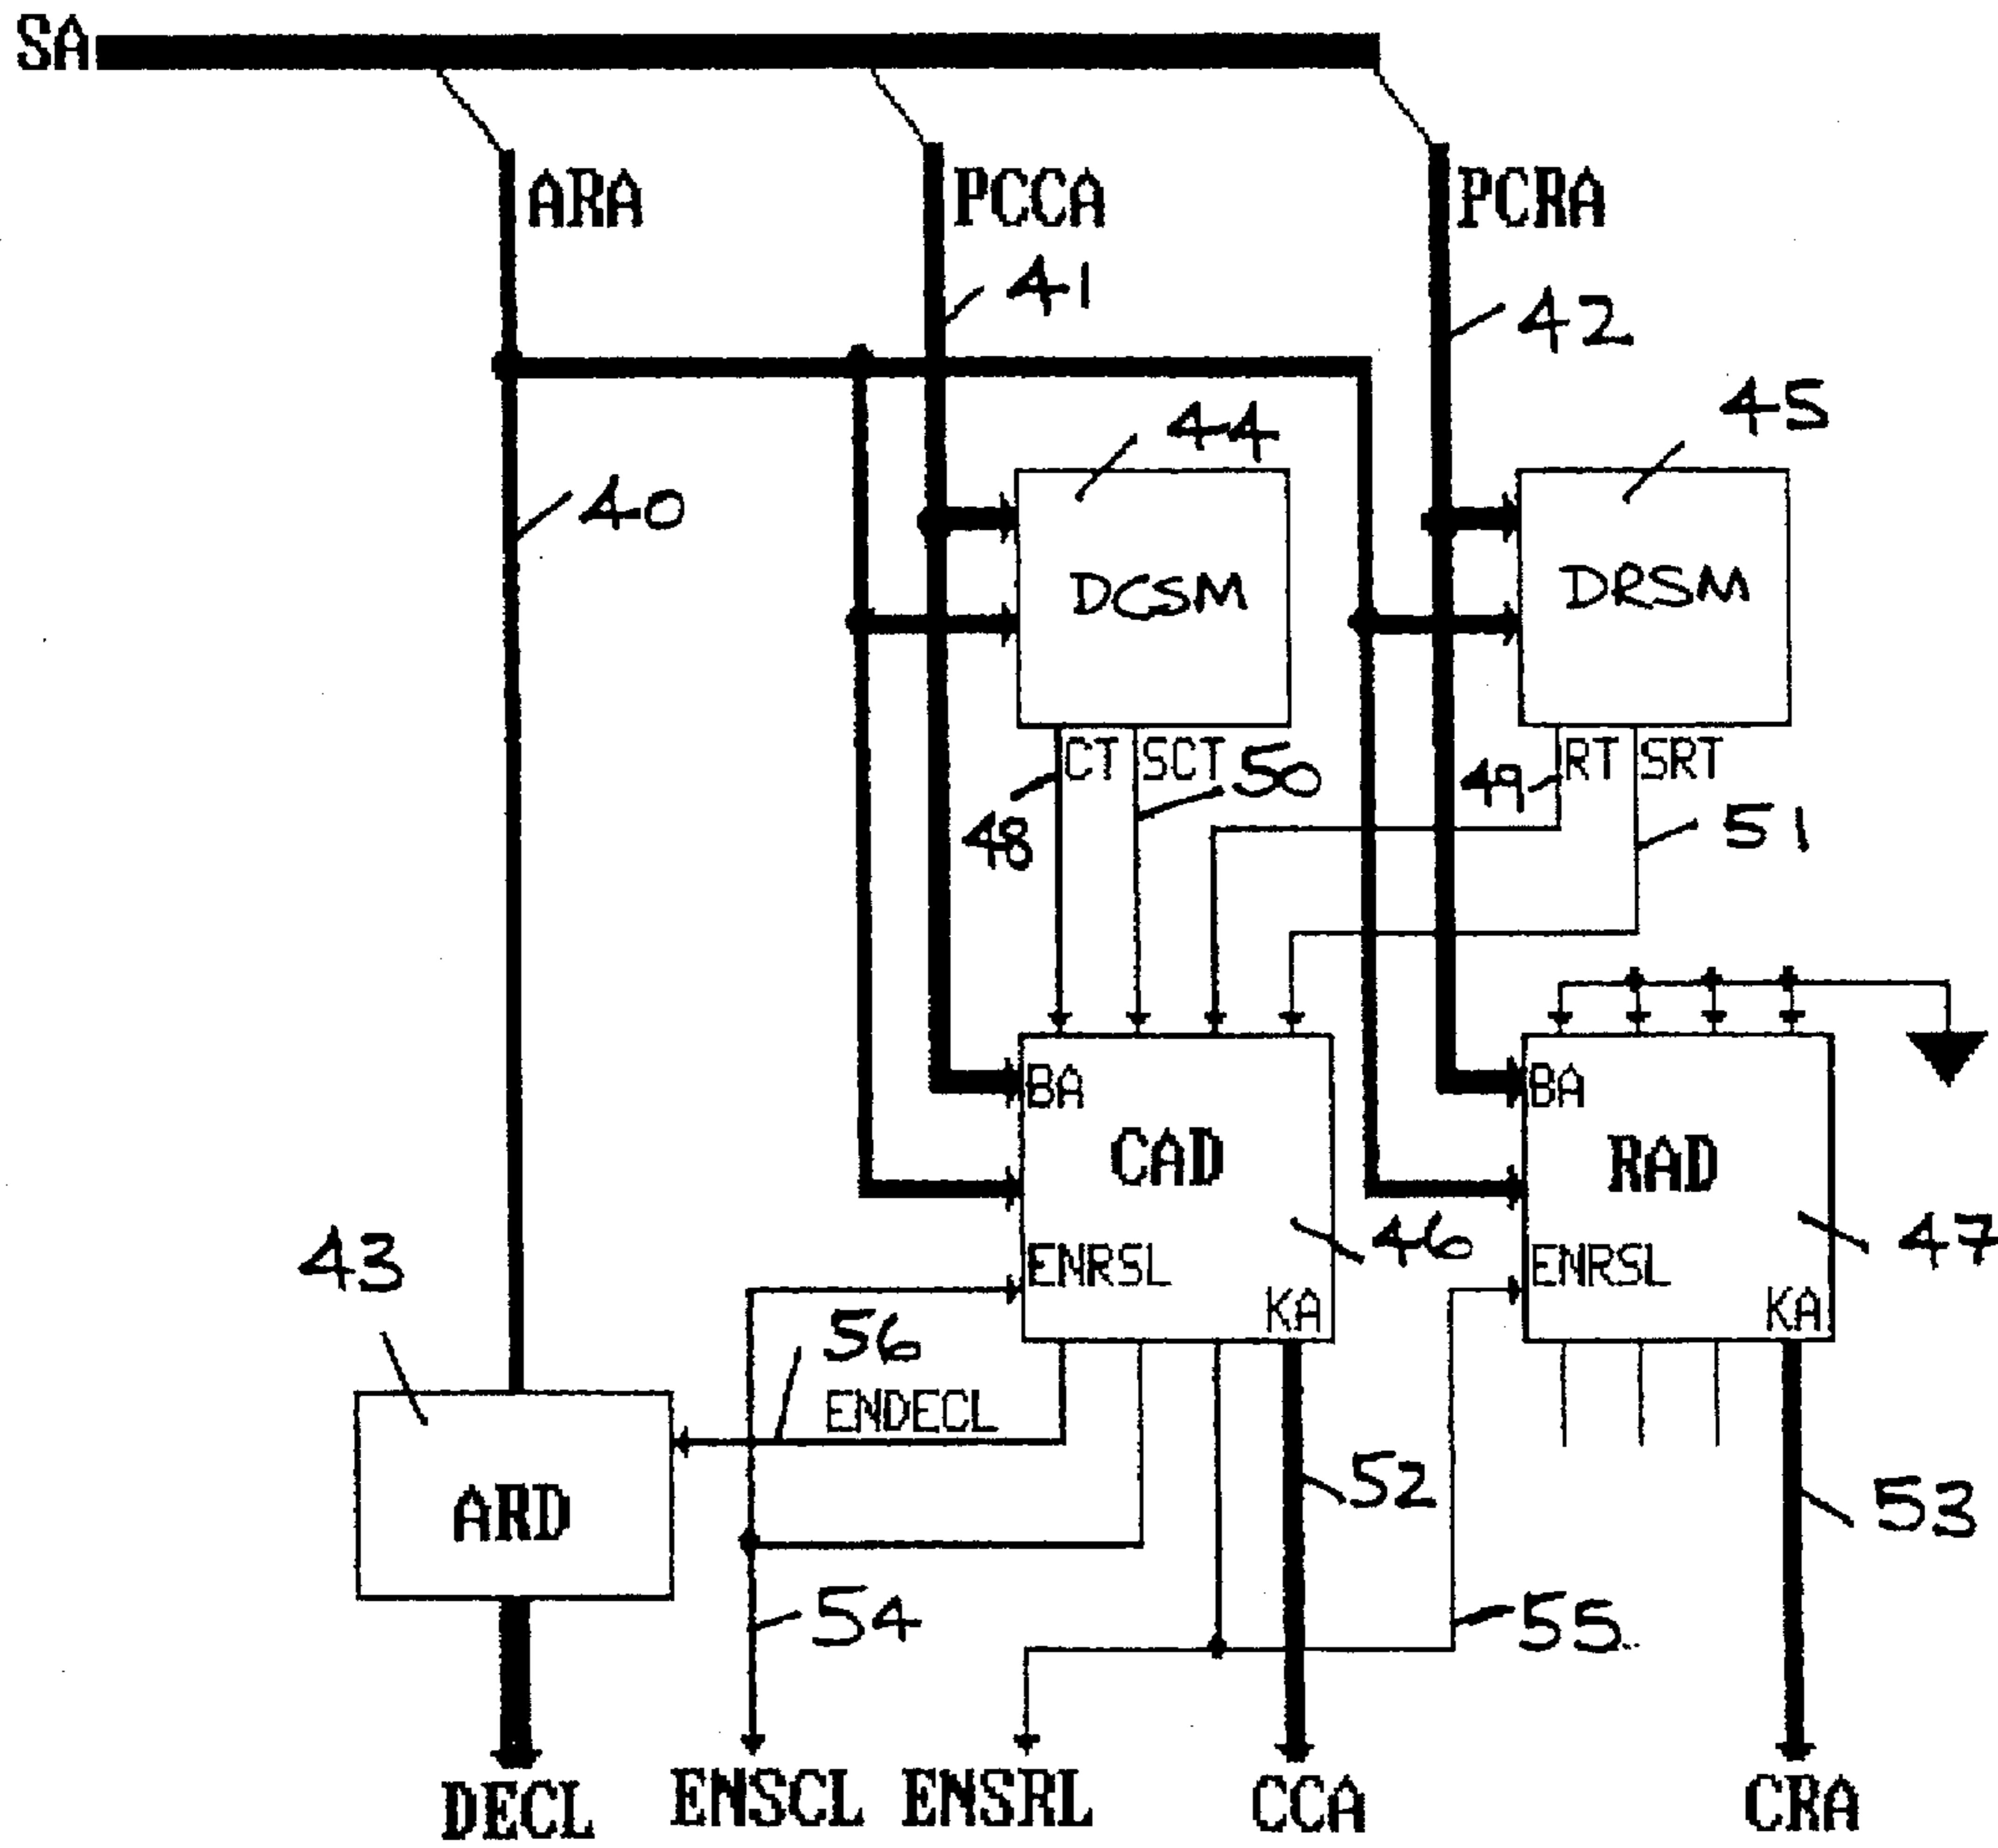 SA
ARA
PCCA
PCRA
41
42
44
45
40
DCSM
DRSM
CT
SCT
50
49
RT
SRT
48
51
BA
BA
CAD
RAD
43
ENRSL
46
ENRSL
47
KA
KA
56
ENDECL
52
53
ARD
54
55
DECL
ENSCL
ENSRL
CCA
CRA